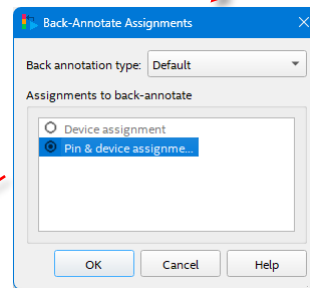 Back-Annotate Assignments
Back annotation type: Default
Assignments to back-annotate
Device assignment
Pin & device assignme...
OK Cancel Help